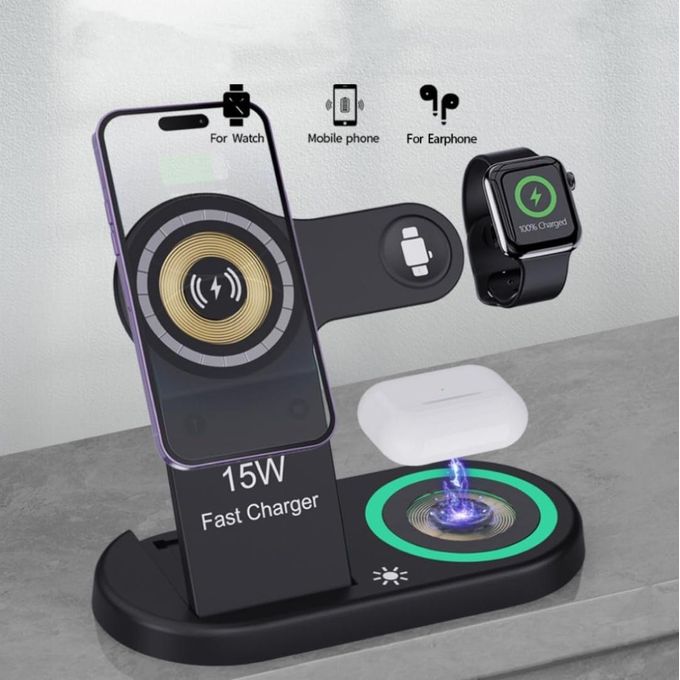 For Watch
Mobile phone
For Earphone
100% Charged
15W
Fast Charger